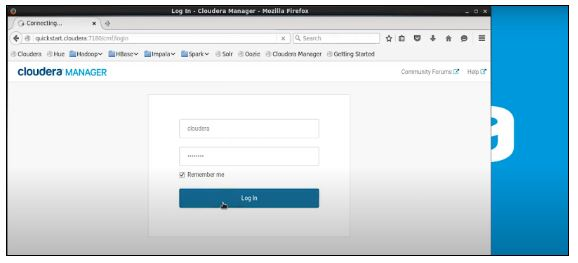 Log In - Cloudera Manager - Mozilla Firefox
Connecting...
quickstart.cloudera:7180/cmf/login
Search
Cloudera Hue Hadoop HBase Impala Spark Solr Oozie Cloudera Manager Getting Started
cloudera MANAGER
Community Forums Help
cloudera
••••••••
Remember me
Log In